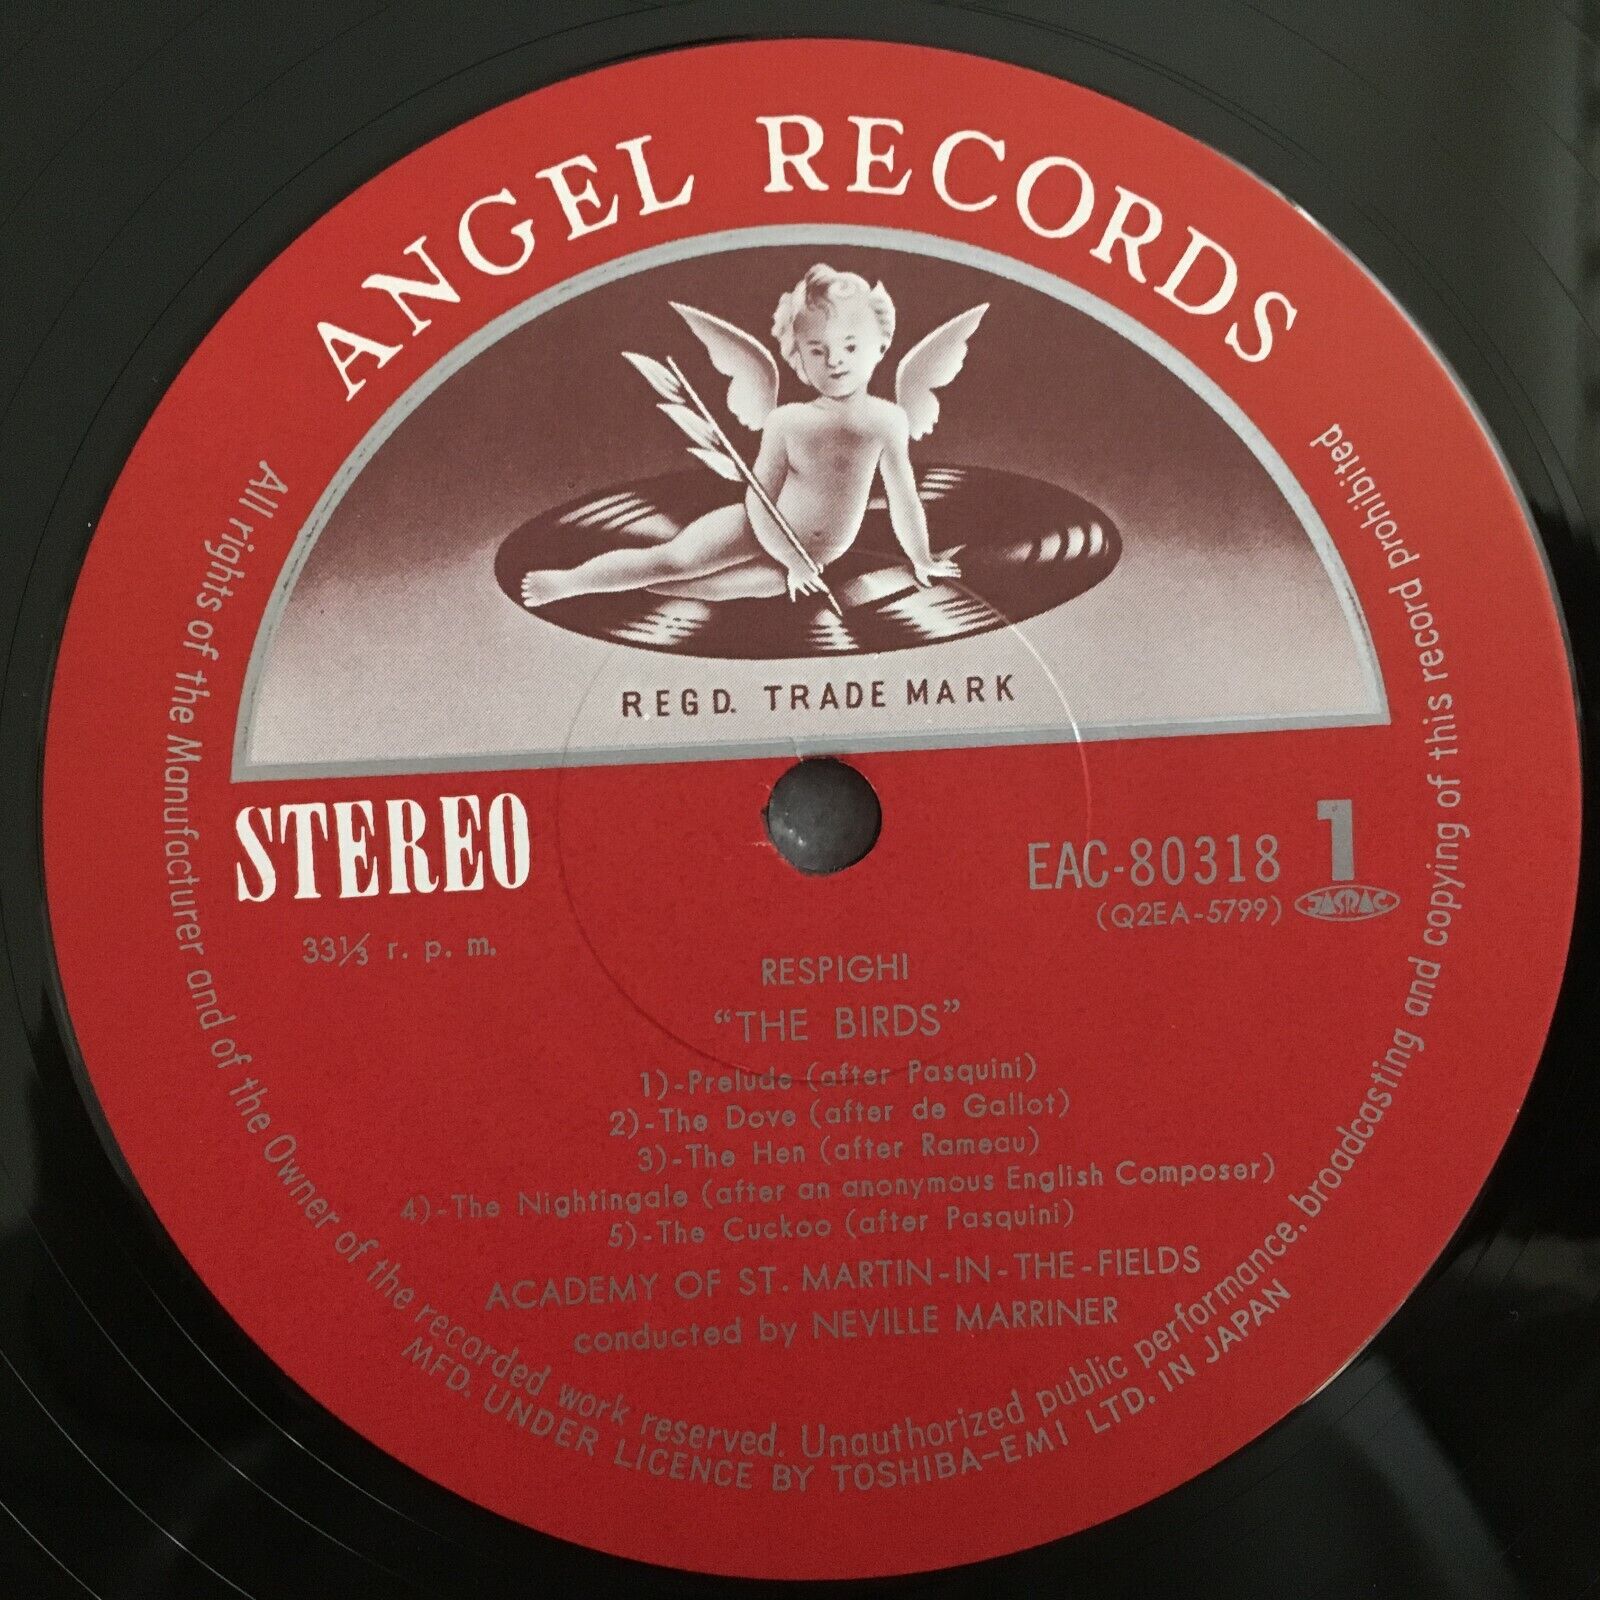 ANGEL RECORDS
REGD. TRADE MARK
STEREO
33⅓ r. p. m.
EAC-80318 1
(Q2EA-5799) JASRAC
RESPIGHI
“THE BIRDS”
1)-Prelude (after Pasquini)
2)-The Dove (after de Gallot)
3)-The Hen (after Rameau)
4)-The Nightingale (after an anonymous English Composer)
5)-The Cuckoo (after Pasquini)
ACADEMY OF ST. MARTIN-IN-THE-FIELDS
conducted by NEVILLE MARRINER
All rights of the Manufacturer and of the Owner of the recorded work reserved. Unauthorized public performance, broadcasting and copying of this record prohibited
MFD. UNDER LICENCE BY TOSHIBA-EMI LTD. IN JAPAN